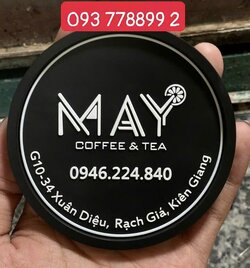 093 778899 2
MAY
COFFEE & TEA
0946.224.840
G10-34 Xuân Diệu, Rạch Giá, Kiên Giang